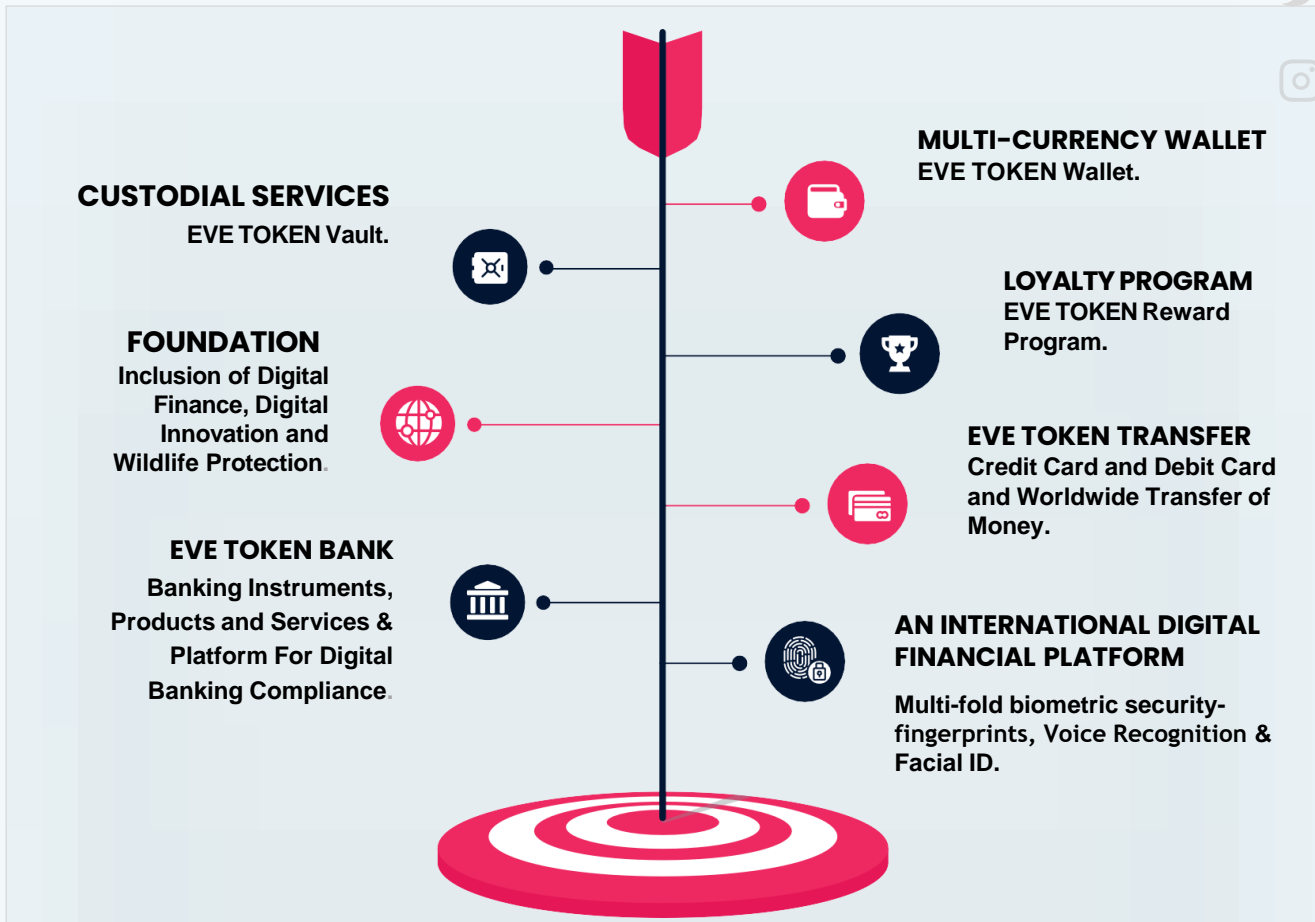 MULTI-CURRENCY WALLET
EVE TOKEN Wallet.
CUSTODIAL SERVICES
EVE TOKEN Vault.
LOYALTY PROGRAM
EVE TOKEN Reward
Program.
FOUNDATION
Inclusion of Digital
Finance, Digital
Innovation and
Wildlife Protection.
EVE TOKEN TRANSFER
Credit Card and Debit Card
and Worldwide Transfer of
Money.
EVE TOKEN BANK
Banking Instruments,
Products and Services &
Platform For Digital
Banking Compliance.
AN INTERNATIONAL DIGITAL
FINANCIAL PLATFORM
Multi-fold biometric security-
fingerprints, Voice Recognition &
Facial ID.